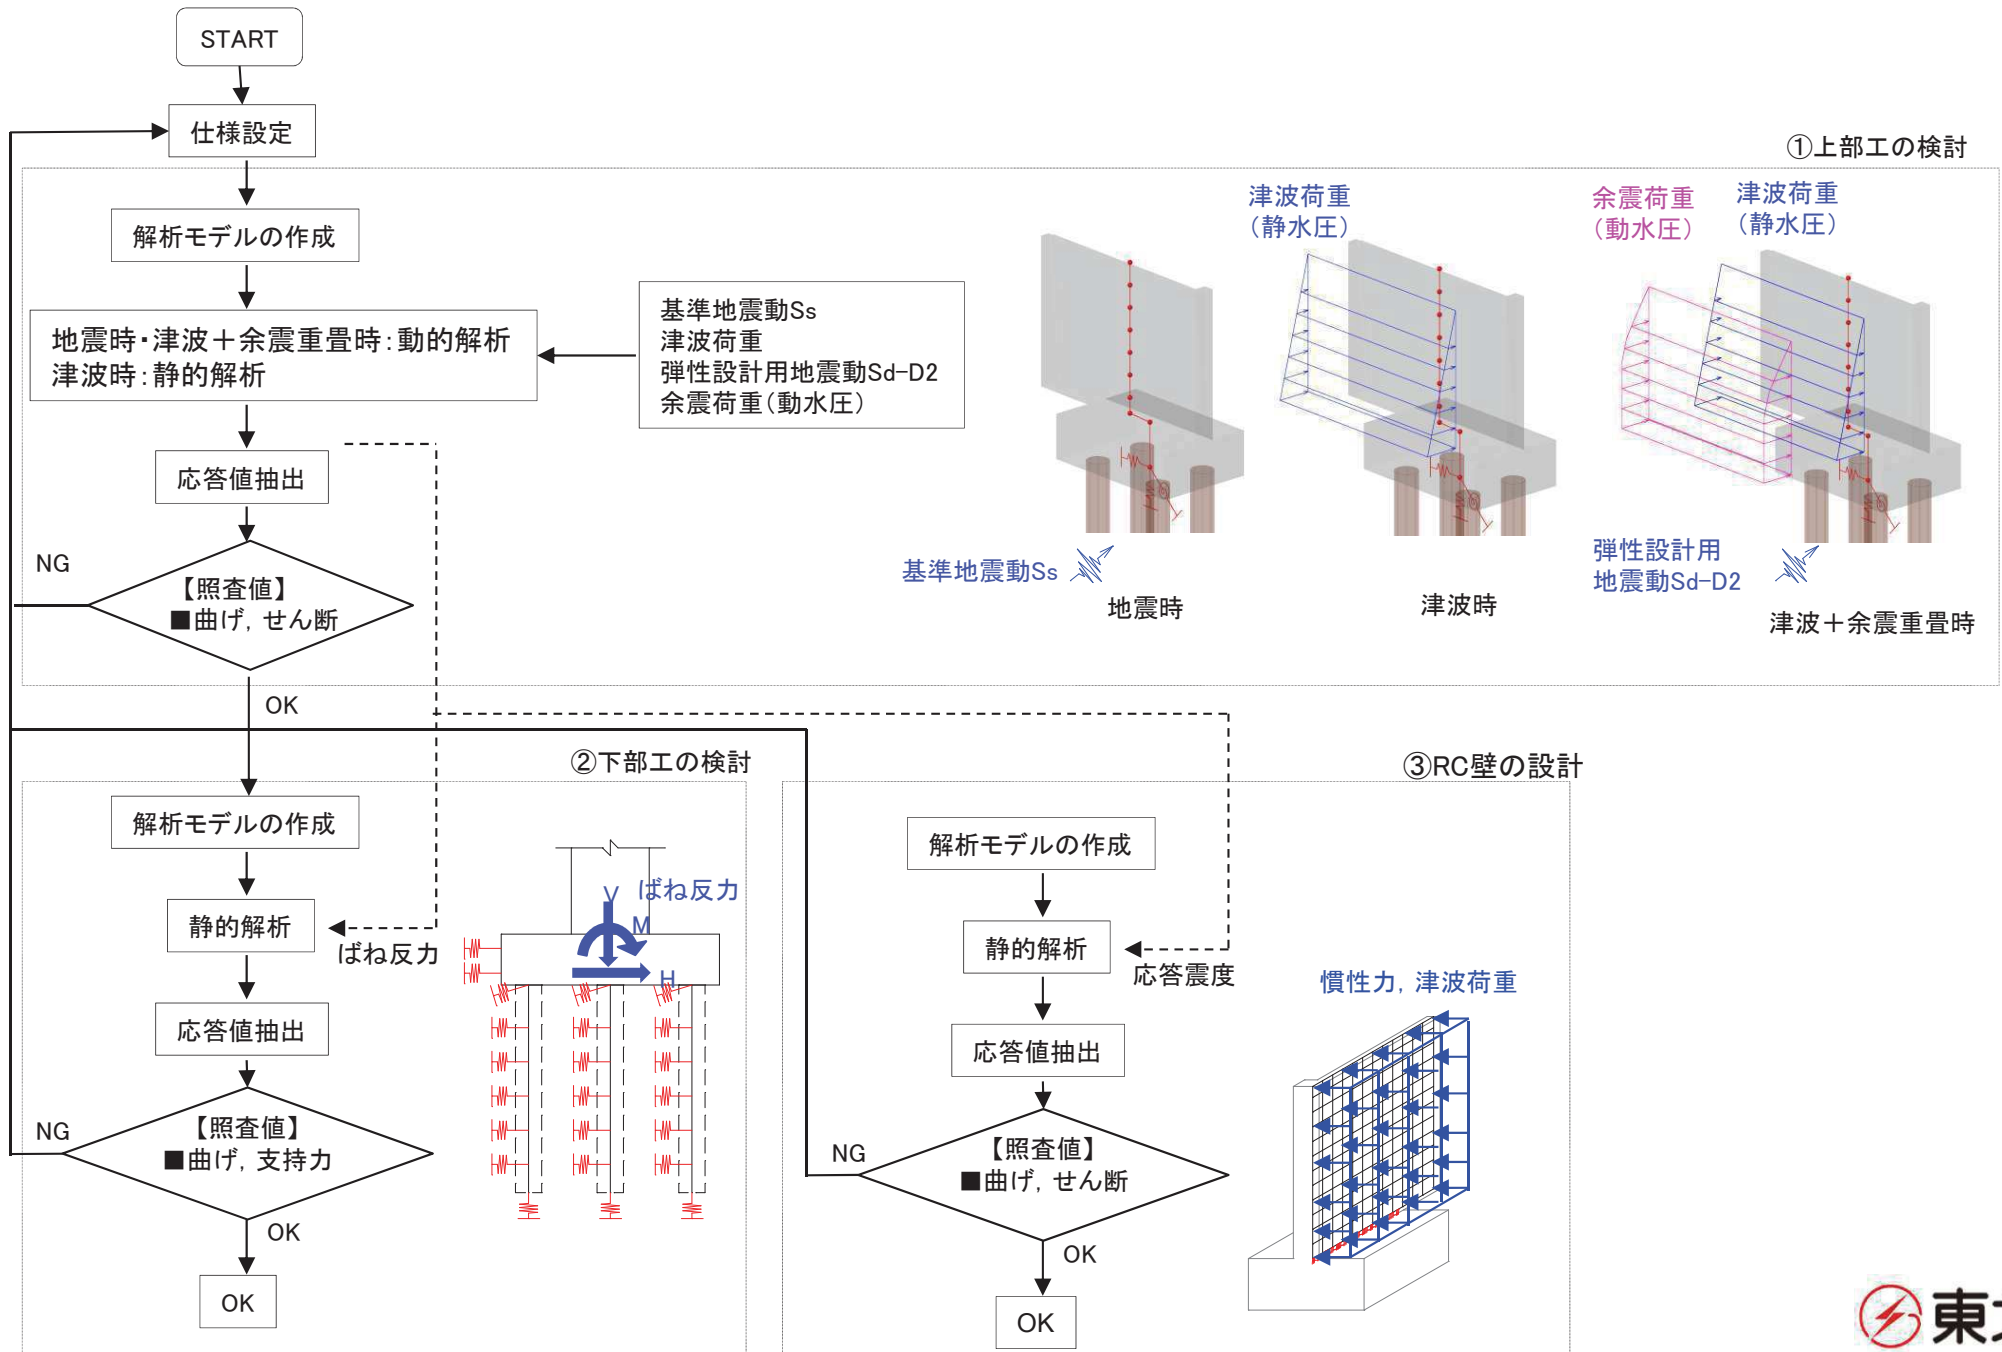 START
仕様設定
①上部工の検討
解析モデルの作成
地震時・津波＋余震重畳時：動的解析
津波時：静的解析
基準地震動Ss
津波荷重
弾性設計用地震動Sd-D2
余震荷重（動水圧）
応答値抽出
NG
【照査値】
■曲げ，せん断
OK
津波荷重
（静水圧）
余震荷重
（動水圧）
津波荷重
（静水圧）
基準地震動Ss
地震時
津波時
弾性設計用
地震動Sd-D2
津波＋余震重畳時
②下部工の検討
解析モデルの作成
静的解析
ばね反力
応答値抽出
NG
【照査値】
■曲げ，支持力
OK
OK
V
ばね反力
M
H
③RC壁の設計
解析モデルの作成
静的解析
応答震度
応答値抽出
NG
【照査値】
■曲げ，せん断
OK
OK
慣性力，津波荷重
東